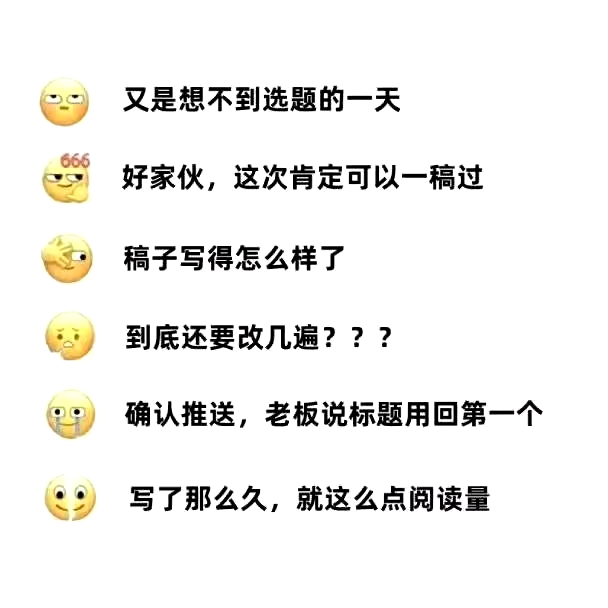 又是想不到选题的一天
666
好家伙，这次肯定可以一稿过
稿子写得怎么样了
到底还要改几遍？？？
确认推送，老板说标题用回第一个
写了那么久，就这么点阅读量